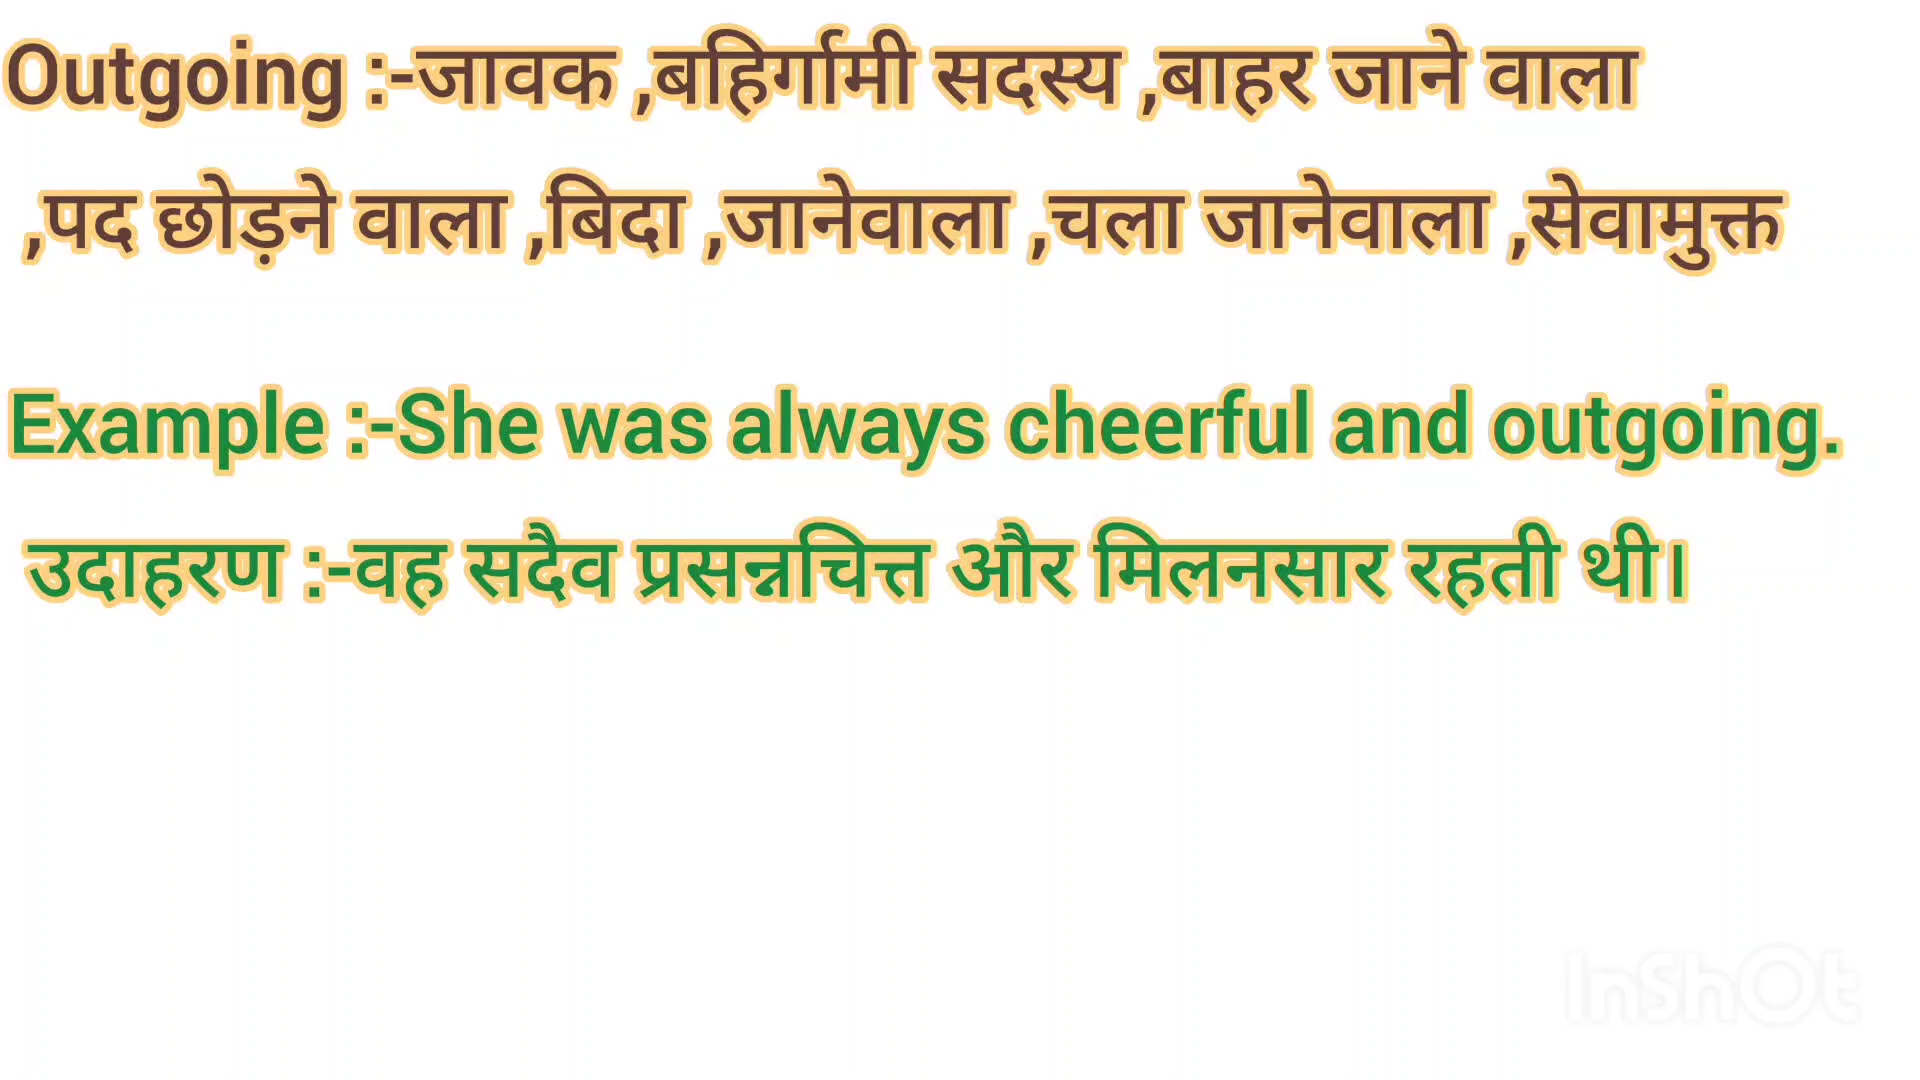 Outgoing :-जावक ,बहिर्गामी सदस्य ,बाहर जाने वाला
,पद छोड़ने वाला ,बिदा ,जानेवाला ,चला जानेवाला ,सेवामुक्त
Example :-She was always cheerful and outgoing.
उदाहरण :-वह सदैव प्रसन्नचित्त और मिलनसार रहती थी।
InShOt